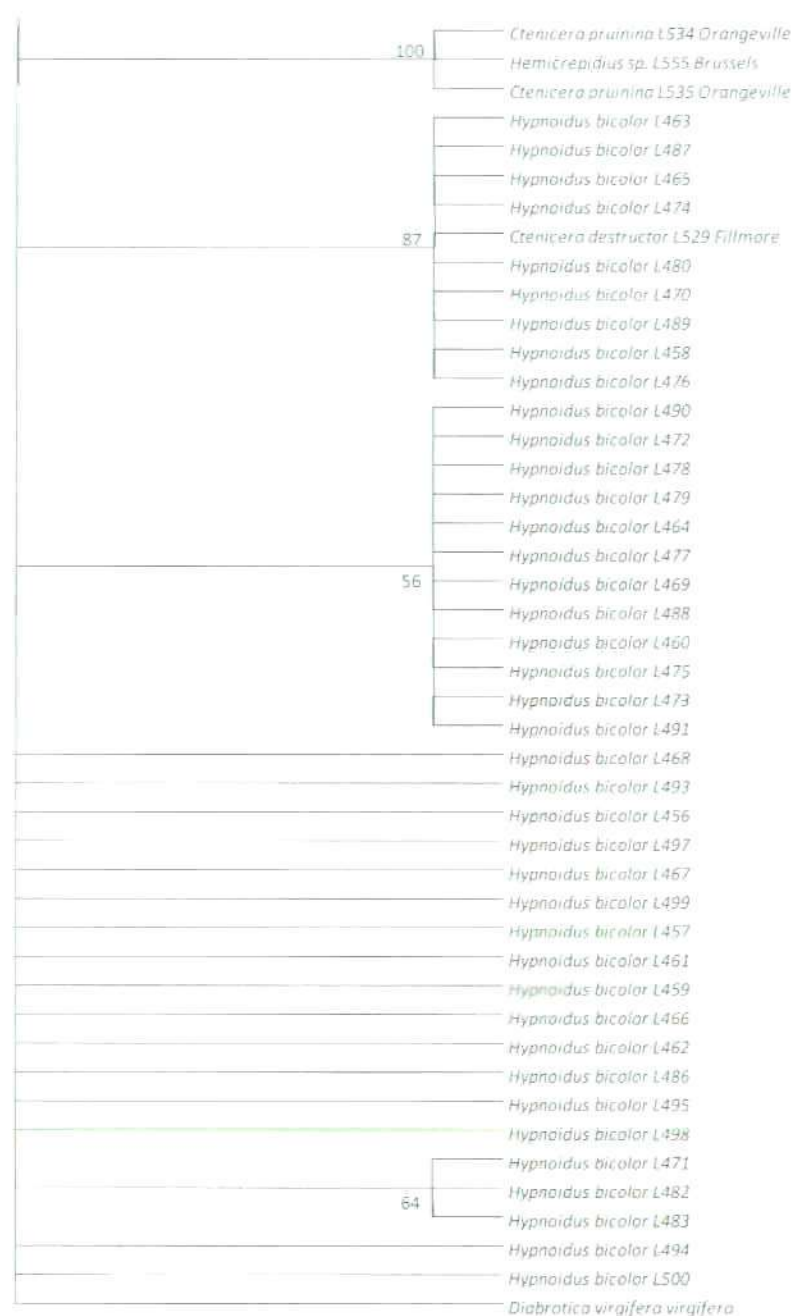 Ctenicera pruinina L534 Orangeville
100
Hemicrepidius sp. L555 Brussels
Ctenicera pruinina L535 Orangeville
Hypnoidus bicolor L463
Hypnoidus bicolor L487
Hypnoidus bicolor L465
Hypnoidus bicolor L474
87
Ctenicera destructor L529 Fillmore
Hypnoidus bicolor L480
Hypnoidus bicolor L470
Hypnoidus bicolor L489
Hypnoidus bicolor L458
Hypnoidus bicolor L476
Hypnoidus bicolor L490
Hypnoidus bicolor L472
Hypnoidus bicolor L478
Hypnoidus bicolor L479
Hypnoidus bicolor L464
Hypnoidus bicolor L477
56
Hypnoidus bicolor L469
Hypnoidus bicolor L488
Hypnoidus bicolor L460
Hypnoidus bicolor L475
Hypnoidus bicolor L473
Hypnoidus bicolor L491
Hypnoidus bicolor L468
Hypnoidus bicolor L493
Hypnoidus bicolor L456
Hypnoidus bicolor L497
Hypnoidus bicolor L467
Hypnoidus bicolor L499
Hypnoidus bicolor L457
Hypnoidus bicolor L461
Hypnoidus bicolor L459
Hypnoidus bicolor L466
Hypnoidus bicolor L462
Hypnoidus bicolor L486
Hypnoidus bicolor L495
Hypnoidus bicolor L498
Hypnoidus bicolor L471
Hypnoidus bicolor L482
64
Hypnoidus bicolor L483
Hypnoidus bicolor L494
Hypnoidus bicolor L500
Diabrotica virgifera virgifera